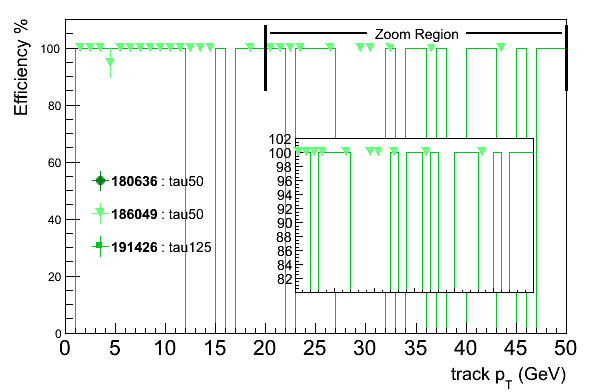 Efficiency %
100
80
60
40
20
0
Zoom Region
102
100
98
96
94
92
90
88
86
84
82
180636 : tau50
186049 : tau50
191426 : tau125
0 5 10 15 20 25 30 35 40 45 50
track pT (GeV)